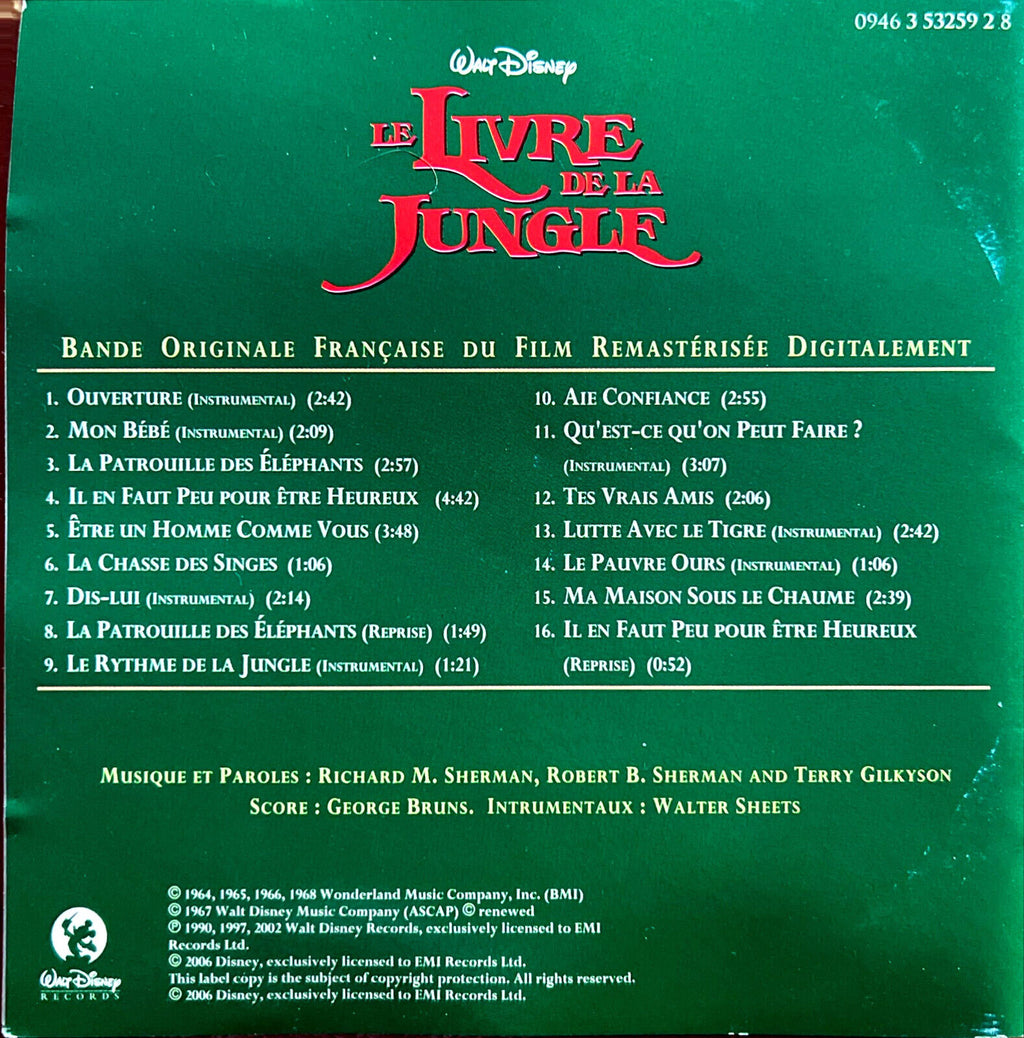 0946 3 53259 2 8
Walt Disney
Le Livre
de la
Jungle
Bande Originale Française du Film Remastérisée Digitalement
1. Ouverture (Instrumental) (2:42)
2. Mon Bébé (Instrumental) (2:09)
3. La Patrouille des Éléphants (2:57)
4. Il en Faut Peu pour être Heureux (4:42)
5. Être un Homme Comme Vous (3:48)
6. La Chasse des Singes (1:06)
7. Dis-lui (Instrumental) (2:14)
8. La Patrouille des Éléphants (Reprise) (1:49)
9. Le Rythme de la Jungle (Instrumental) (1:21)
10. Aie Confiance (2:55)
11. Qu'est-ce qu'on Peut Faire ?
(Instrumental) (3:07)
12. Tes Vrais Amis (2:06)
13. Lutte Avec le Tigre (Instrumental) (2:42)
14. Le Pauvre Ours (Instrumental) (1:06)
15. Ma Maison Sous le Chaume (2:39)
16. Il en Faut Peu pour être Heureux
(Reprise) (0:52)
Musique et Paroles : Richard M. Sherman, Robert B. Sherman and Terry Gilkyson
Score : George Bruns. Intrumentaux : Walter Sheets
© 1964, 1965, 1966, 1968 Wonderland Music Company, Inc. (BMI)
© 1967 Walt Disney Music Company (ASCAP) © renewed
℗ 1990, 1997, 2002 Walt Disney Records, exclusively licensed to EMI
Records Ltd.
© 2006 Disney, exclusively licensed to EMI Records Ltd.
This label copy is the subject of copyright protection. All rights reserved.
© 2006 Disney, exclusively licensed to EMI Records Ltd.
Walt Disney
Records